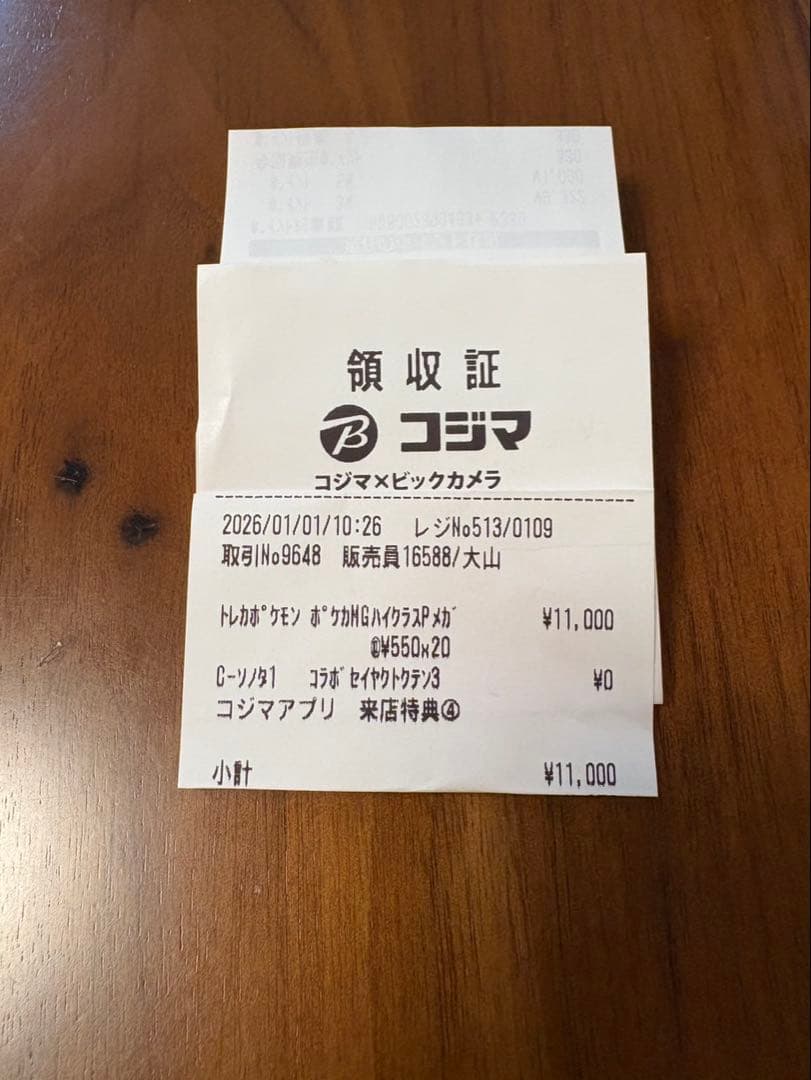 領収証
コジマ
コジマ×ビックカメラ
2026/01/01/10:26 レジNo513/0109
取引No9648 販売員16588/大山
ﾄﾚｶﾎﾟｹﾓﾝ ﾎﾟｹｶMGﾊｲｸﾗｽPﾒｶﾞ ¥11,000
@¥550x20
C-ｿﾉﾀ1 ｺﾗﾎﾞｾｲﾔｸﾄｸﾃﾝ3 ¥0
コジマアプリ 来店特典④
小計 ¥11,000